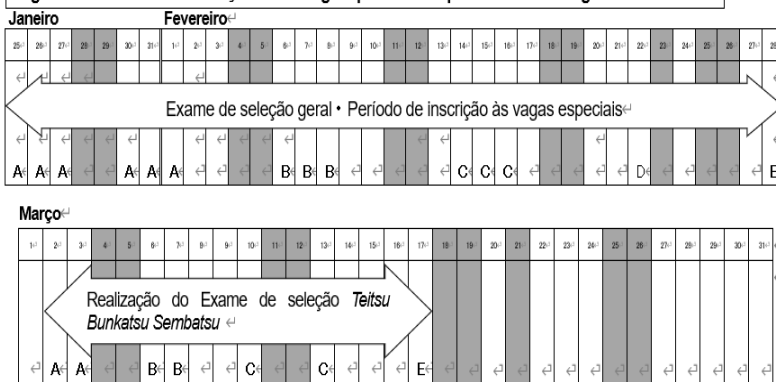 Janeiro Fevereiro
25 26 27 28 29 30 31 1 2 3 4 5 6 7 8 9 10 11 12 13 14 15 16 17 18 19 20 21 22 23 24 25 26 27 28
Exame de seleção geral・Período de inscrição às vagas especiais
A A A A A A B B B C C C D E
Março
1 2 3 4 5 6 7 8 9 10 11 12 13 14 15 16 17 18 19 20 21 22 23 24 25 26 27 28 29 30 31
Realização do Exame de seleção Teitsu
Bunkatsu Sembatsu
A A B B C C E